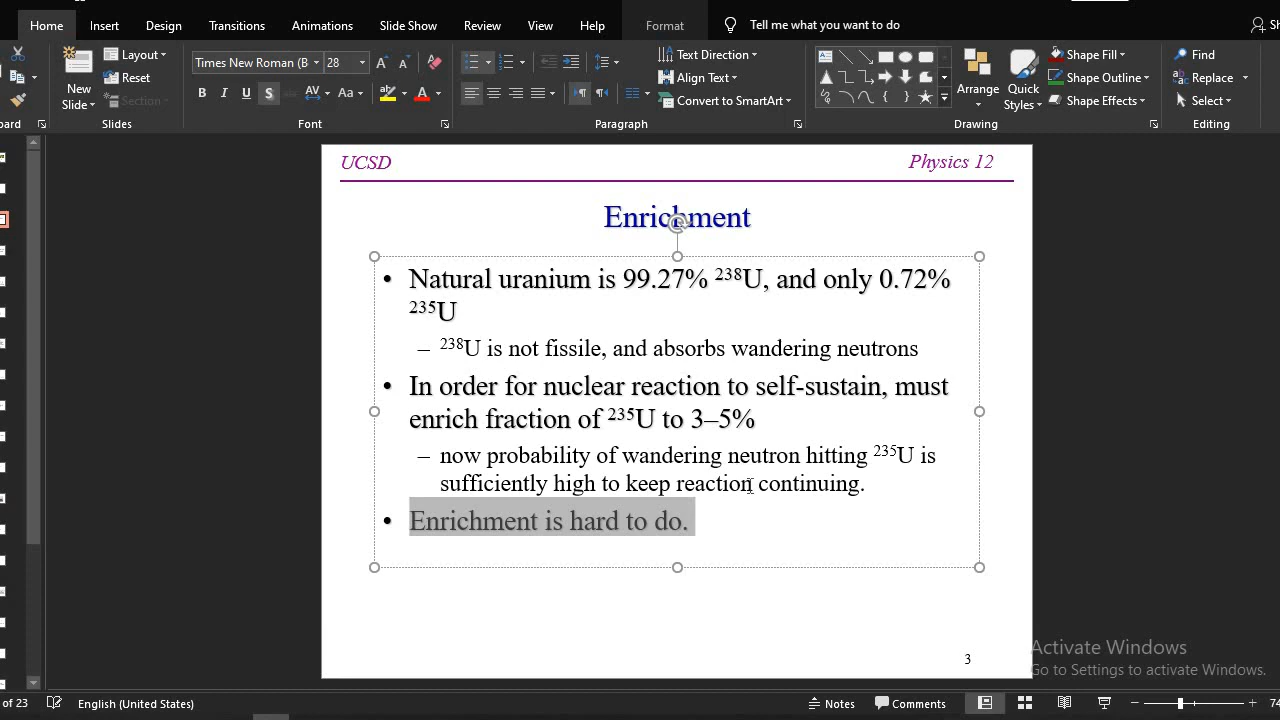 Home Insert Design Transitions Animations Slide Show Review View Help Format Tell me what you want to do
Layout Text Direction Shape Fill Find
Times New Roman (B 28
Reset Align Text Shape Outline Replace
New Slide Section Convert to SmartArt Arrange Quick Styles Shape Effects Select
Slides Font Paragraph Drawing Editing
UCSD Physics 12
Enrichment
• Natural uranium is 99.27% ²³⁸U, and only 0.72%
²³⁵U
– ²³⁸U is not fissile, and absorbs wandering neutrons
• In order for nuclear reaction to self-sustain, must
enrich fraction of ²³⁵U to 3–5%
– now probability of wandering neutron hitting ²³⁵U is
sufficiently high to keep reaction continuing.
• Enrichment is hard to do.
3
Activate Windows
Go to Settings to activate Windows.
of 23 English (United States) Notes Comments